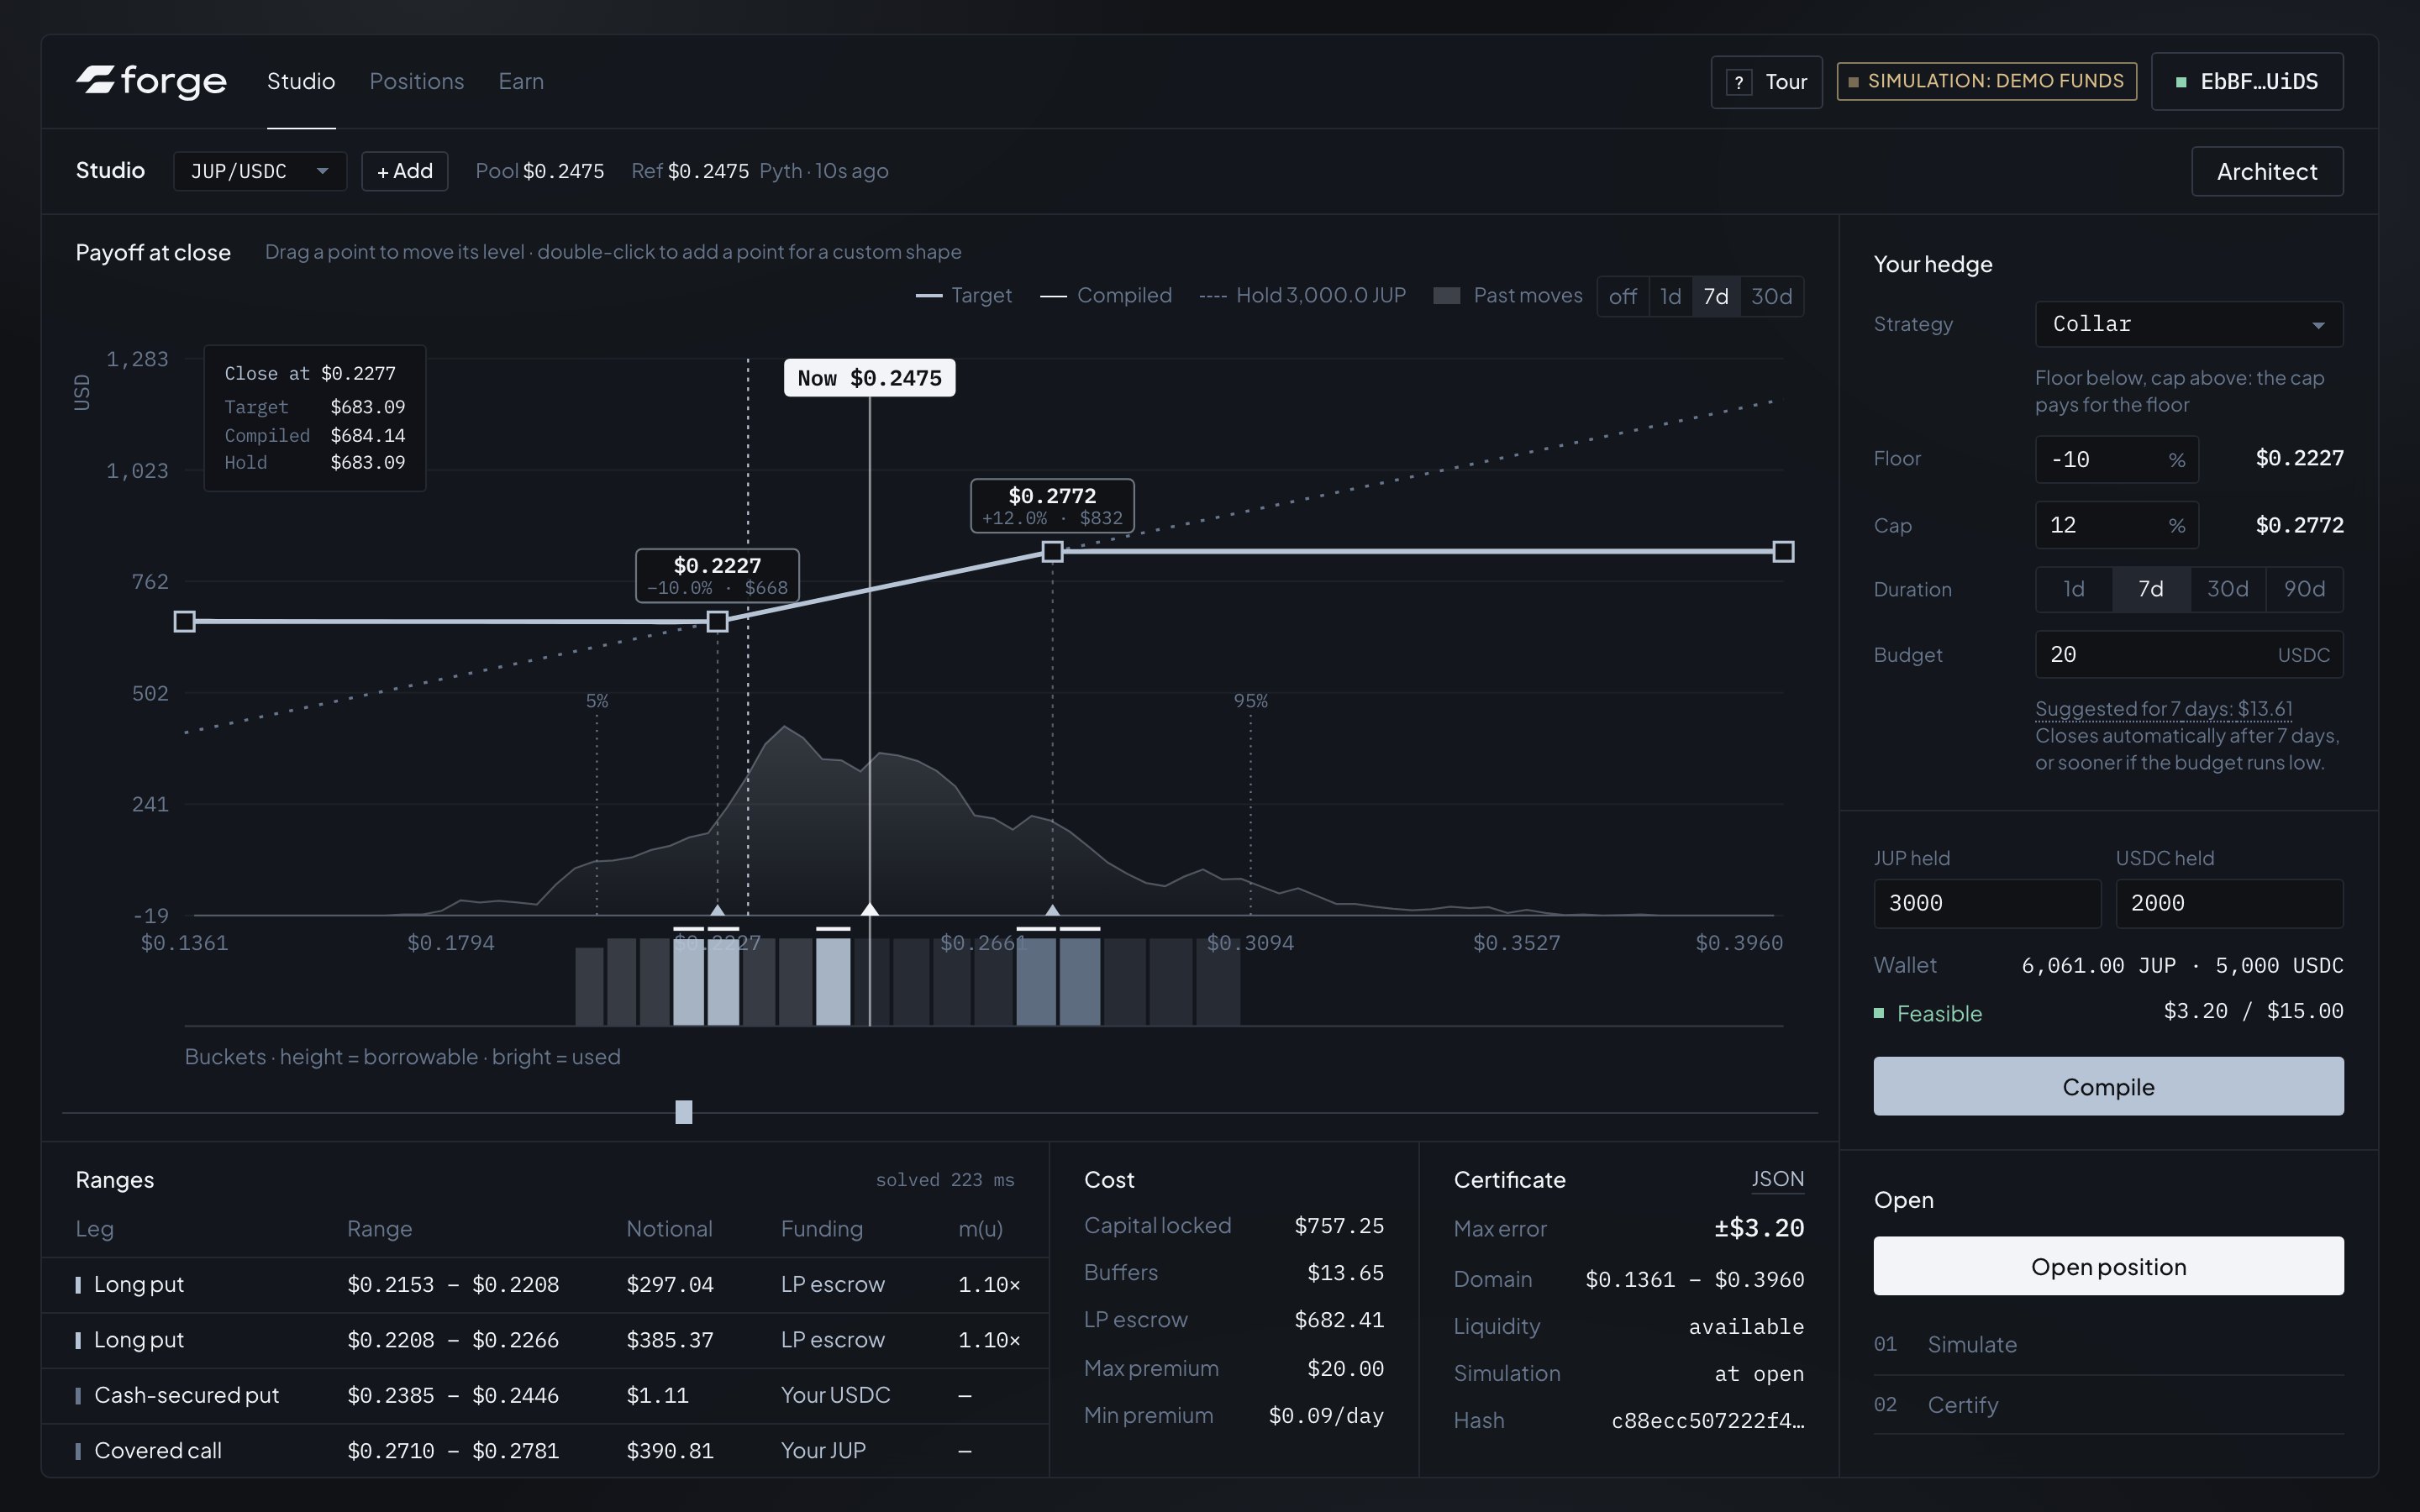 forge Studio Positions Earn ? Tour SIMULATION: DEMO FUNDS EbBF…UiDS
Studio JUP/USDC + Add Pool $0.2475 Ref $0.2475 Pyth · 10s ago Architect
Payoff at close Drag a point to move its level · double-click to add a point for a custom shape
Target Compiled Hold 3,000.0 JUP Past moves off 1d 7d 30d
USD
1,283
1,023
762
502
241
-19
Close at $0.2277
Target $683.09
Compiled $684.14
Hold $683.09
Now $0.2475
$0.2772
+12.0% · $832
$0.2227
−10.0% · $668
5%
95%
$0.1361 $0.1794 $0.2227 $0.2661 $0.3094 $0.3527 $0.3960
Buckets · height = borrowable · bright = used
Your hedge
Strategy Collar
Floor below, cap above: the cap
pays for the floor
Floor -10 % $0.2227
Cap 12 % $0.2772
Duration 1d 7d 30d 90d
Budget 20 USDC
Suggested for 7 days: $13.61
Closes automatically after 7 days,
or sooner if the budget runs low.
JUP held USDC held
3000 2000
Wallet 6,061.00 JUP · 5,000 USDC
Feasible $3.20 / $15.00
Compile
Open
Open position
01 Simulate
02 Certify
Ranges solved 223 ms
Leg Range Notional Funding m(u)
Long put $0.2153 – $0.2208 $297.04 LP escrow 1.10×
Long put $0.2208 – $0.2266 $385.37 LP escrow 1.10×
Cash-secured put $0.2385 – $0.2446 $1.11 Your USDC —
Covered call $0.2710 – $0.2781 $390.81 Your JUP —
Cost
Capital locked $757.25
Buffers $13.65
LP escrow $682.41
Max premium $20.00
Min premium $0.09/day
Certificate JSON
Max error ±$3.20
Domain $0.1361 – $0.3960
Liquidity available
Simulation at open
Hash c88ecc507222f4…